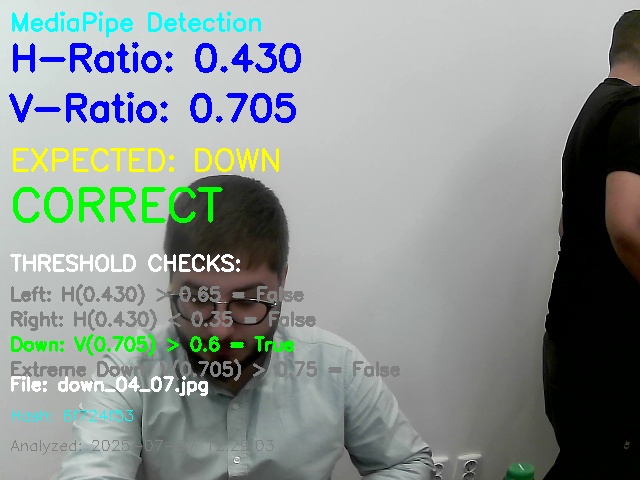 MediaPipe Detection
H-Ratio: 0.430
V-Ratio: 0.705
EXPECTED: DOWN
CORRECT
THRESHOLD CHECKS:
Left: H(0.430) > 0.65 = False
Right: H(0.430) < 0.35 = False
Down: V(0.705) > 0.6 = True
Extreme Down: V(0.705) > 0.75 = False
File: down_04_07.jpg
Analyzed: